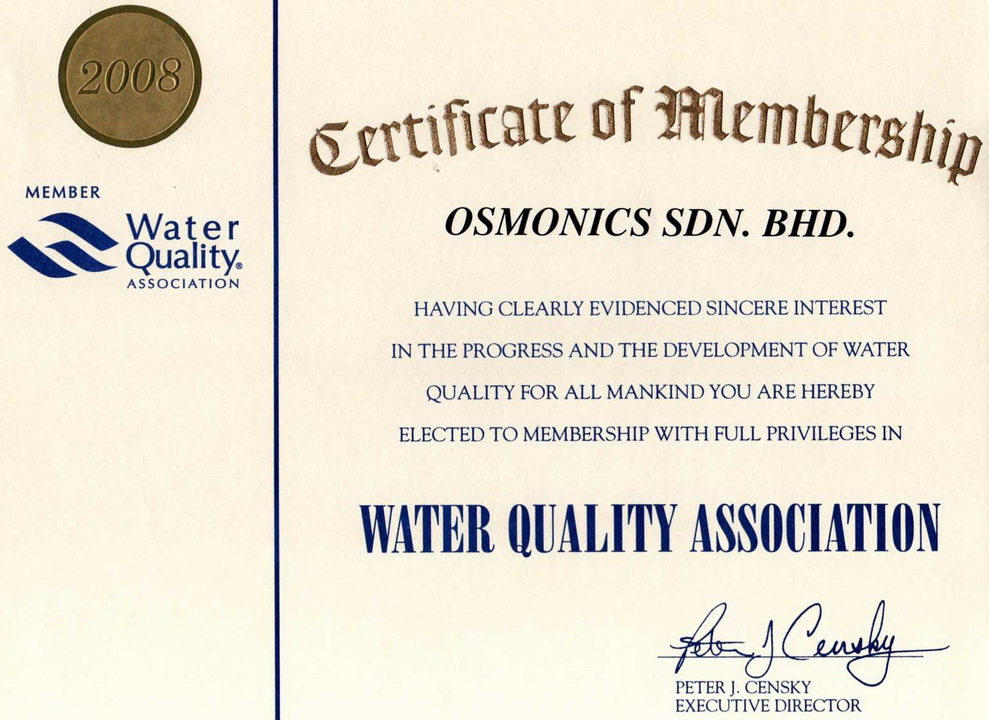 2008
MEMBER
Water
Quality®
ASSOCIATION
Certificate of Membership
OSMONICS SDN. BHD.
HAVING CLEARLY EVIDENCED SINCERE INTEREST
IN THE PROGRESS AND THE DEVELOPMENT OF WATER
QUALITY FOR ALL MANKIND YOU ARE HEREBY
ELECTED TO MEMBERSHIP WITH FULL PRIVILEGES IN
WATER QUALITY ASSOCIATION
Peter J Censky
PETER J. CENSKY
EXECUTIVE DIRECTOR